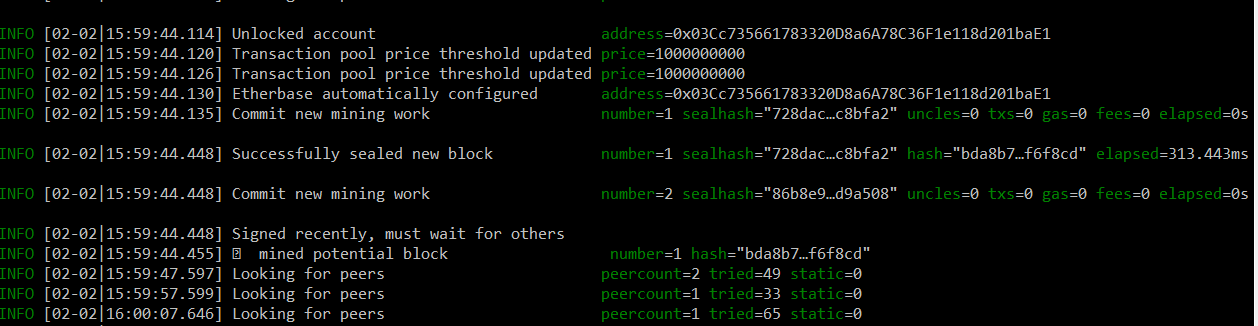 INFO [02-02|15:59:44.114] Unlocked account address=0x03Cc735661783320D8a6A78C36F1e118d201baE1
INFO [02-02|15:59:44.120] Transaction pool price threshold updated price=1000000000
INFO [02-02|15:59:44.126] Transaction pool price threshold updated price=1000000000
INFO [02-02|15:59:44.130] Etherbase automatically configured address=0x03Cc735661783320D8a6A78C36F1e118d201baE1
INFO [02-02|15:59:44.135] Commit new mining work number=1 sealhash="728dac…c8bfa2" uncles=0 txs=0 gas=0 fees=0 elapsed=0s
INFO [02-02|15:59:44.448] Successfully sealed new block number=1 sealhash="728dac…c8bfa2" hash="bda8b7…f6f8cd" elapsed=313.443ms
INFO [02-02|15:59:44.448] Commit new mining work number=2 sealhash="86b8e9…d9a508" uncles=0 txs=0 gas=0 fees=0 elapsed=0s
INFO [02-02|15:59:44.448] Signed recently, must wait for others
INFO [02-02|15:59:44.455] mined potential block number=1 hash="bda8b7…f6f8cd"
INFO [02-02|15:59:47.597] Looking for peers peercount=2 tried=49 static=0
INFO [02-02|15:59:57.599] Looking for peers peercount=1 tried=33 static=0
INFO [02-02|16:00:07.646] Looking for peers peercount=1 tried=65 static=0